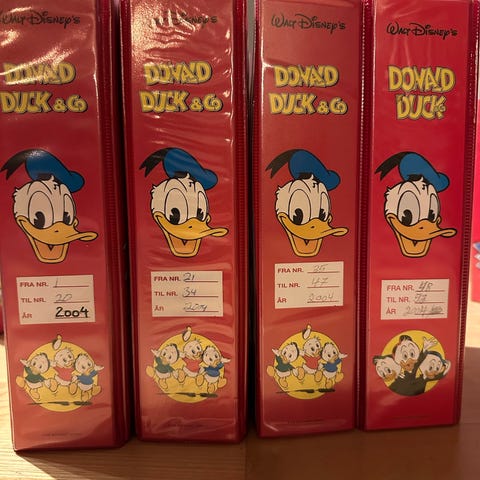 Walt Disney's
DONALD
DUCK & Co
FRA NR. 1
TIL NR. 20
ÅR 2004
Walt Disney's
DONALD
DUCK & Co
FRA NR. 21
TIL NR. 34
ÅR 2004
Walt Disney's
DONALD
DUCK & Co
FRA NR. 35
TIL NR. 47
ÅR 2004
Walt Disney's
DONALD
DUCK
FRA NR. 48
TIL NR.
ÅR